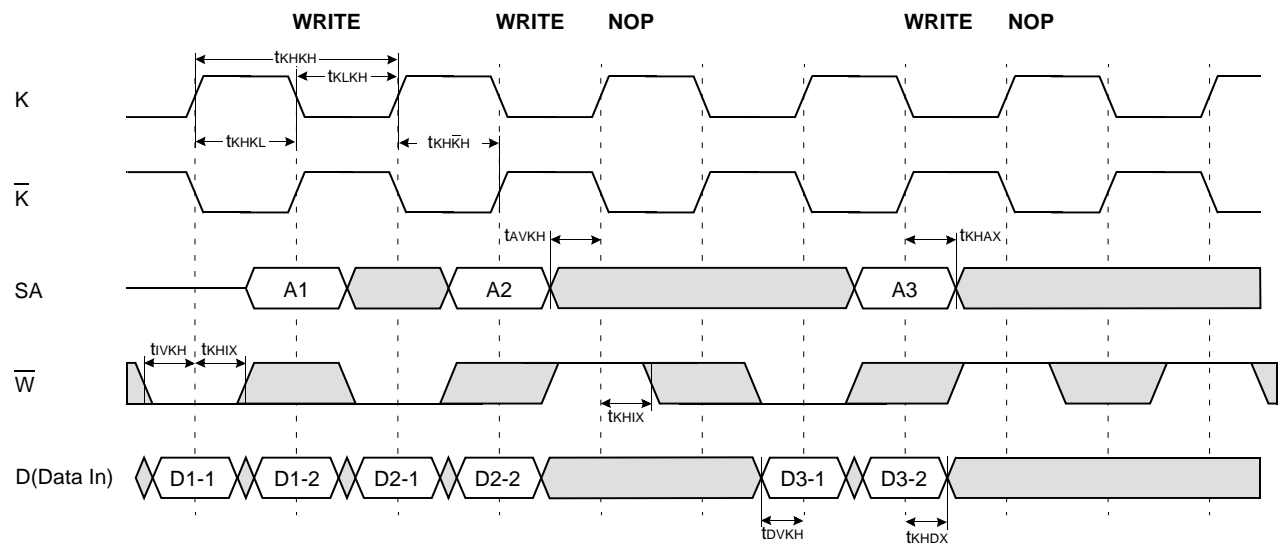 WRITE WRITE NOP WRITE NOP
tKHKH
tKLKH
K
tKHKL tKHK̅H
K̅
tAVKH tKHAX
SA A1 A2 A3
tIVKH tKHIX
W̅
tKHIX
D(Data In) D1-1 D1-2 D2-1 D2-2 D3-1 D3-2
tDVKH tKHDX